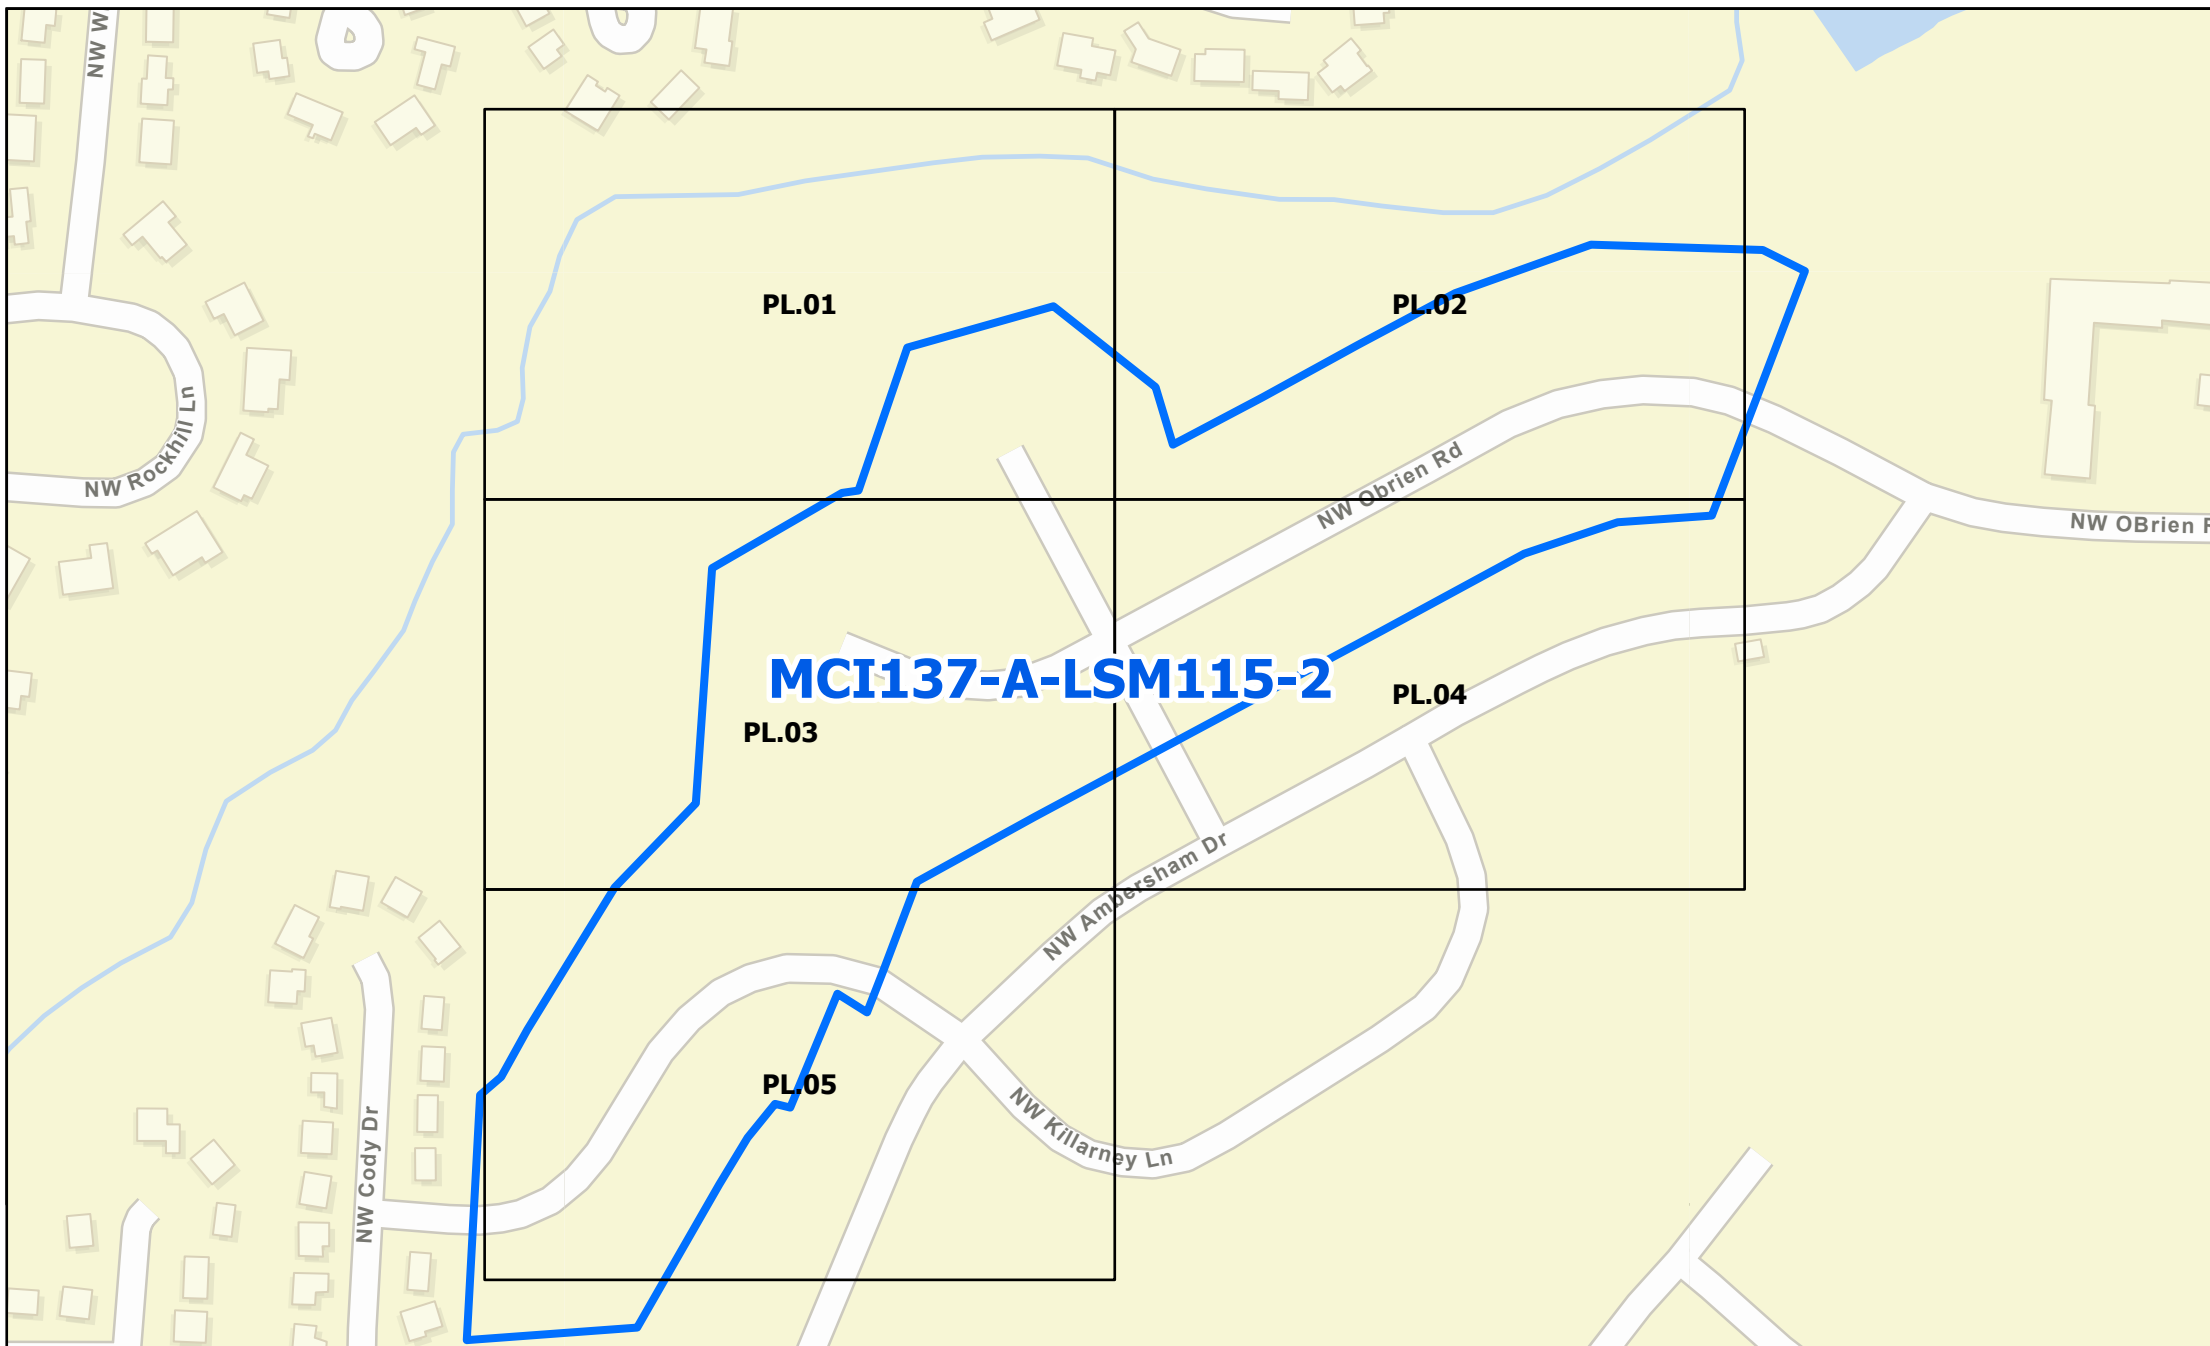 NW W
PL.01
PL.02
NW Rockhill Ln
NW Obrien Rd
NW OBrien R
MCI137-A-LSM115-2
PL.04
PL.03
NW Ambersham Dr
PL.05
NW Killarney Ln
NW Cody Dr